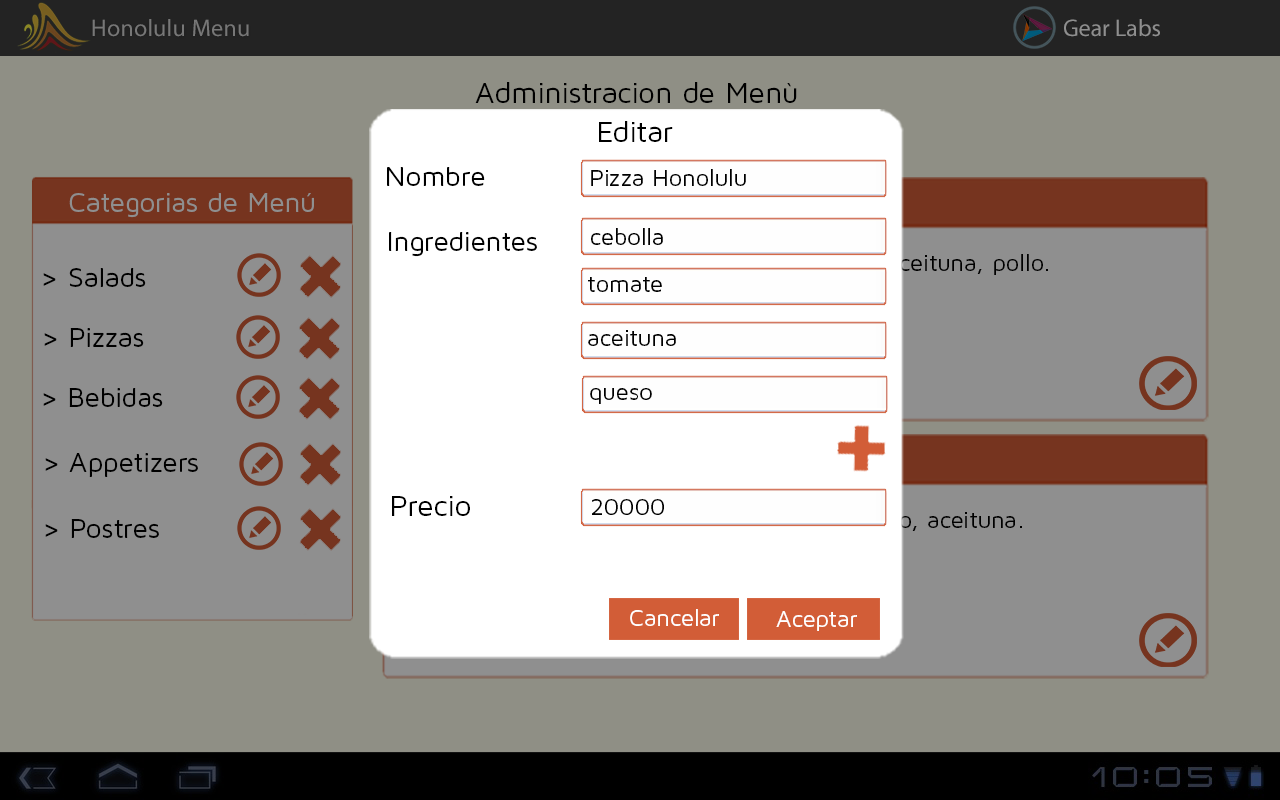 Honolulu Menu
Gear Labs
Administracion de Menù
Editar
Nombre
Pizza Honolulu
Categorias de Menú
Ingredientes
cebolla
tomate
aceituna
queso
> Salads
> Pizzas
> Bebidas
> Appetizers
> Postres
ceituna, pollo.
Precio
20000
o, aceituna.
Cancelar
Aceptar
10:05